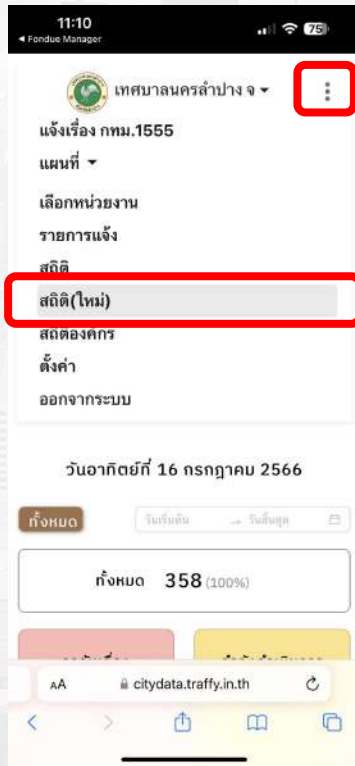 11:10
75
◀ Fondue Manager
เทศบาลนครลำปาง จ
แจ้งเรื่อง กทม.1555
แผนที่
เลือกหน่วยงาน
รายการแจ้ง
สถิติ
สถิติ(ใหม่)
สถิติองค์กร
ตั้งค่า
ออกจากระบบ
วันอาทิตย์ที่ 16 กรกฎาคม 2566
ทั้งหมด
วันเริ่มต้น → วันสิ้นสุด
ทั้งหมด 358 (100%)
AA citydata.traffy.in.th